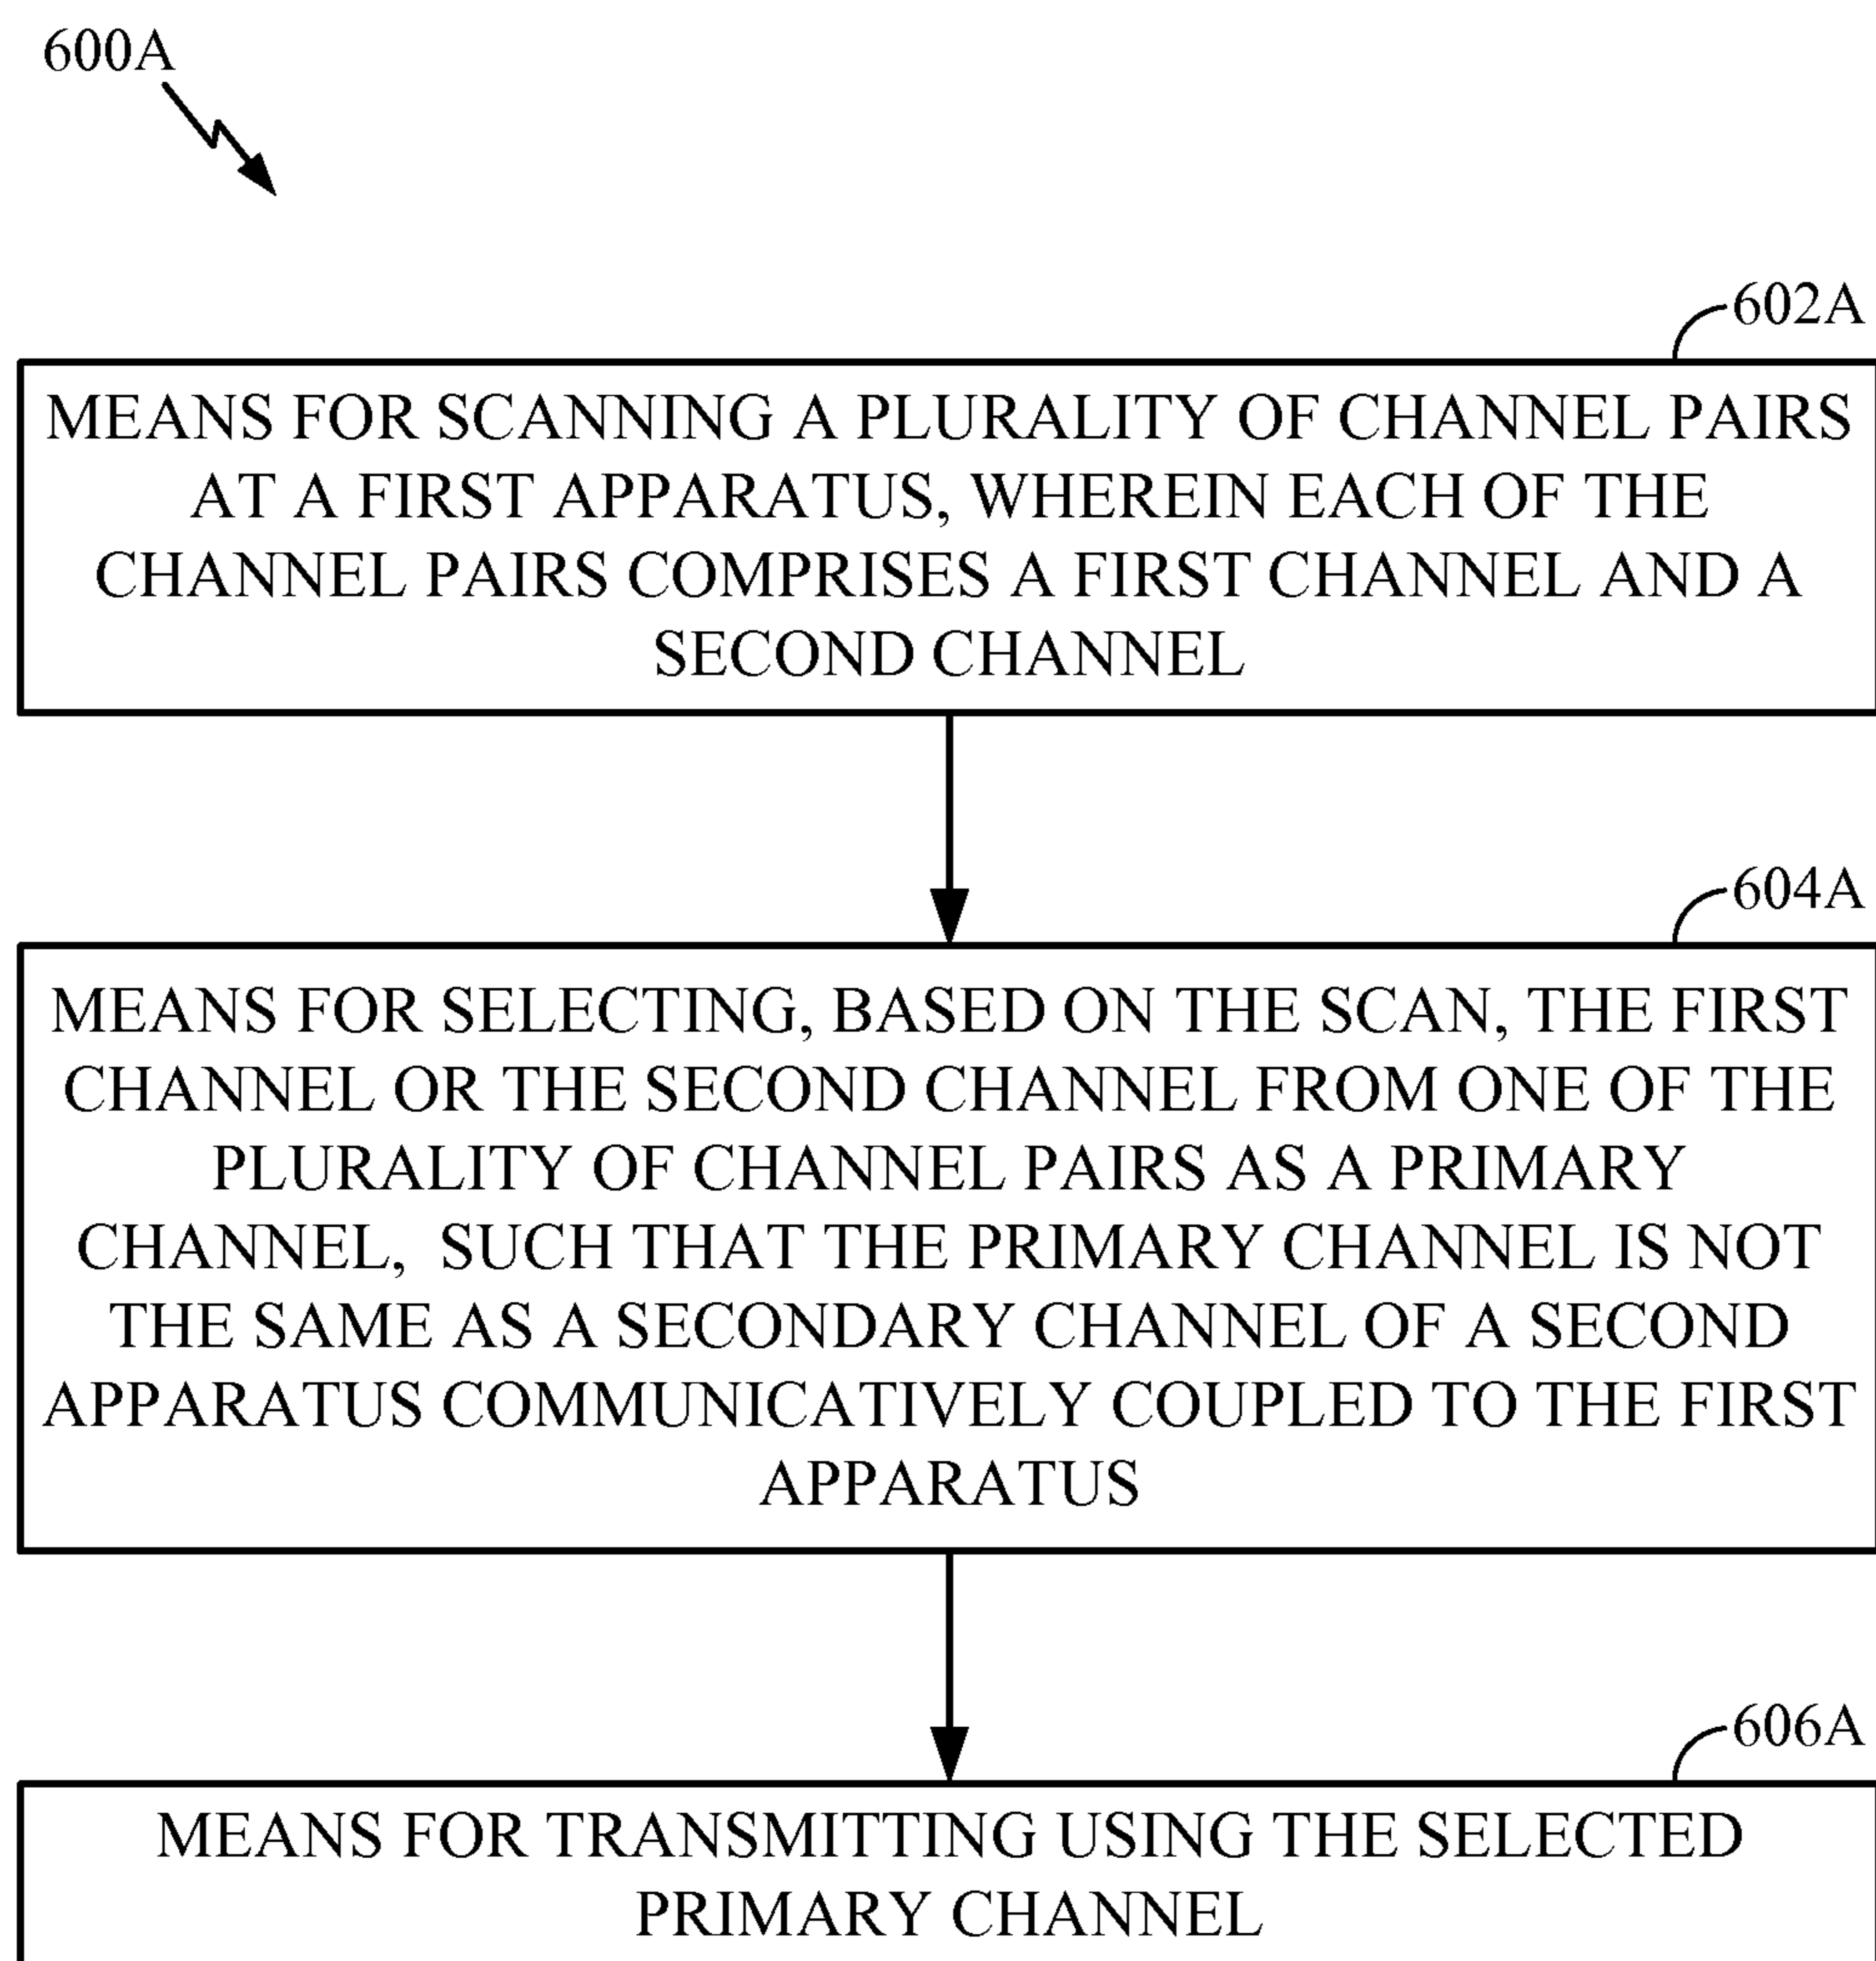 600A
602A
MEANS FOR SCANNING A PLURALITY OF CHANNEL PAIRS
AT A FIRST APPARATUS, WHEREIN EACH OF THE
CHANNEL PAIRS COMPRISES A FIRST CHANNEL AND A
SECOND CHANNEL
604A
MEANS FOR SELECTING, BASED ON THE SCAN, THE FIRST
CHANNEL OR THE SECOND CHANNEL FROM ONE OF THE
PLURALITY OF CHANNEL PAIRS AS A PRIMARY
CHANNEL, SUCH THAT THE PRIMARY CHANNEL IS NOT
THE SAME AS A SECONDARY CHANNEL OF A SECOND
APPARATUS COMMUNICATIVELY COUPLED TO THE FIRST
APPARATUS
606A
MEANS FOR TRANSMITTING USING THE SELECTED
PRIMARY CHANNEL